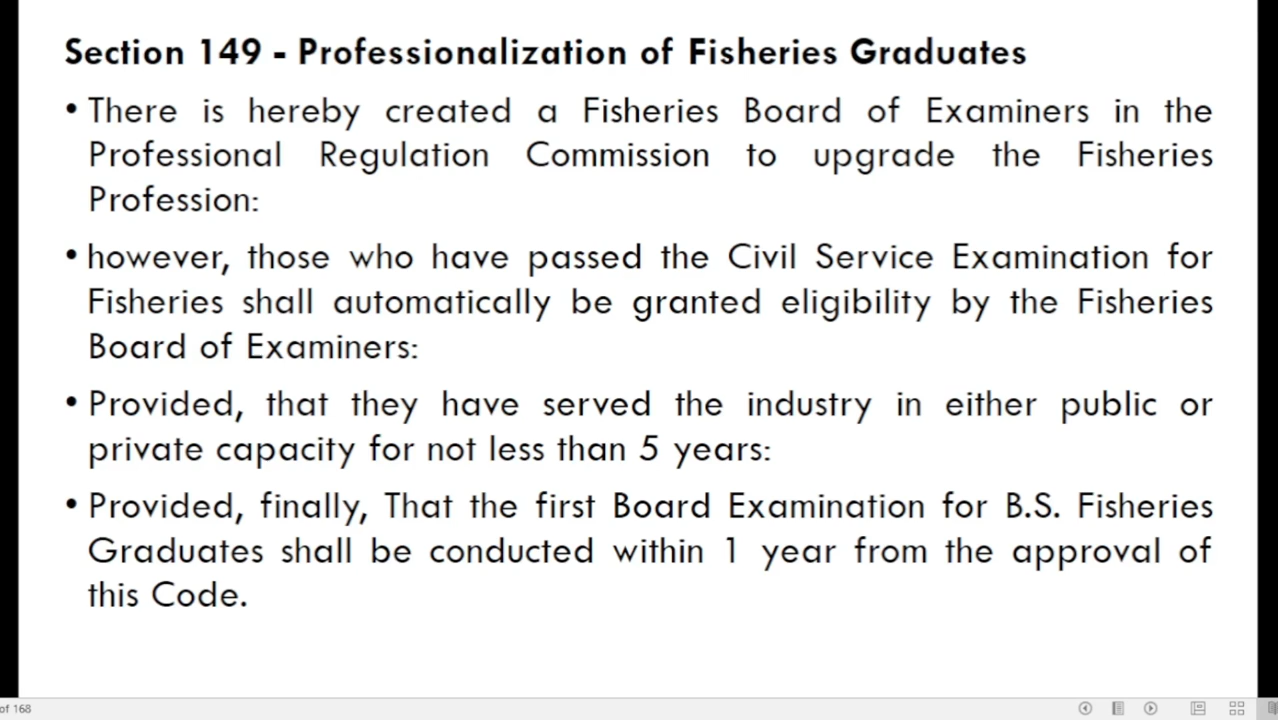 Section 149 - Professionalization of Fisheries Graduates
• There is hereby created a Fisheries Board of Examiners in the
Professional Regulation Commission to upgrade the Fisheries
Profession:
• however, those who have passed the Civil Service Examination for
Fisheries shall automatically be granted eligibility by the Fisheries
Board of Examiners:
• Provided, that they have served the industry in either public or
private capacity for not less than 5 years:
• Provided, finally, That the first Board Examination for B.S. Fisheries
Graduates shall be conducted within 1 year from the approval of
this Code.
of 168